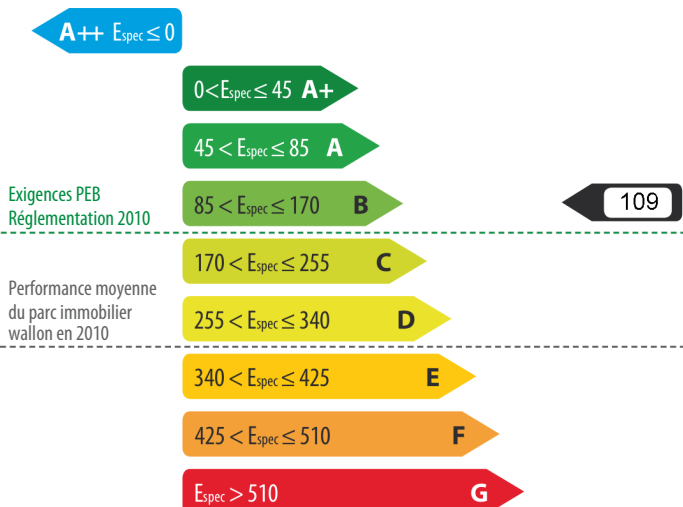 A++ Espec ≤ 0
0<Espec ≤ 45 A+
45 < Espec ≤ 85 A
Exigences PEB
Réglementation 2010
85 < Espec ≤ 170 B
109
170 < Espec ≤ 255 C
Performance moyenne
du parc immobilier
wallon en 2010
255 < Espec ≤ 340 D
340 < Espec ≤ 425 E
425 < Espec ≤ 510 F
Espec > 510 G